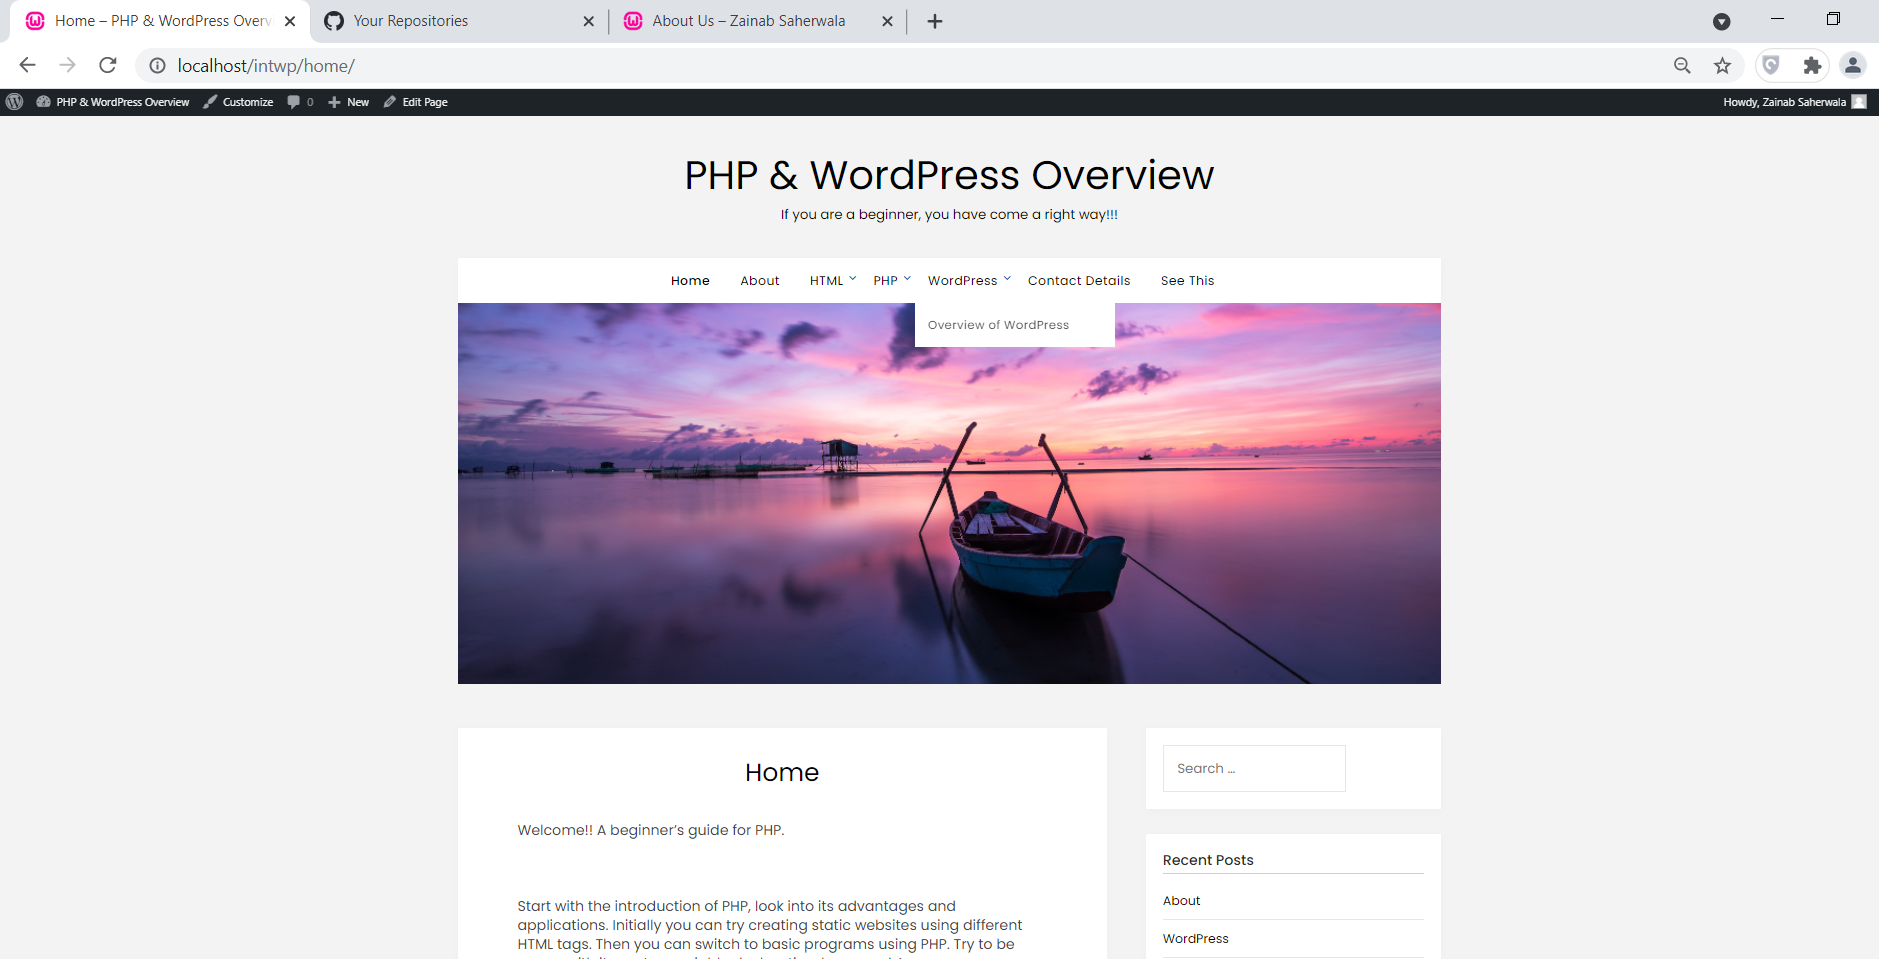 Home – PHP & WordPress Overv
Your Repositories
About Us – Zainab Saherwala
localhost/intwp/home/
PHP & WordPress Overview
Customize
0
New
Edit Page
Howdy, Zainab Saherwala
PHP & WordPress Overview
If you are a beginner, you have come a right way!!!
Home
About
HTML
PHP
WordPress
Contact Details
See This
Overview of WordPress
Home
Welcome!! A beginner’s guide for PHP.
Start with the introduction of PHP, look into its advantages and
applications. Initially you can try creating static websites using different
HTML tags. Then you can switch to basic programs using PHP. Try to be
Search …
Recent Posts
About
WordPress